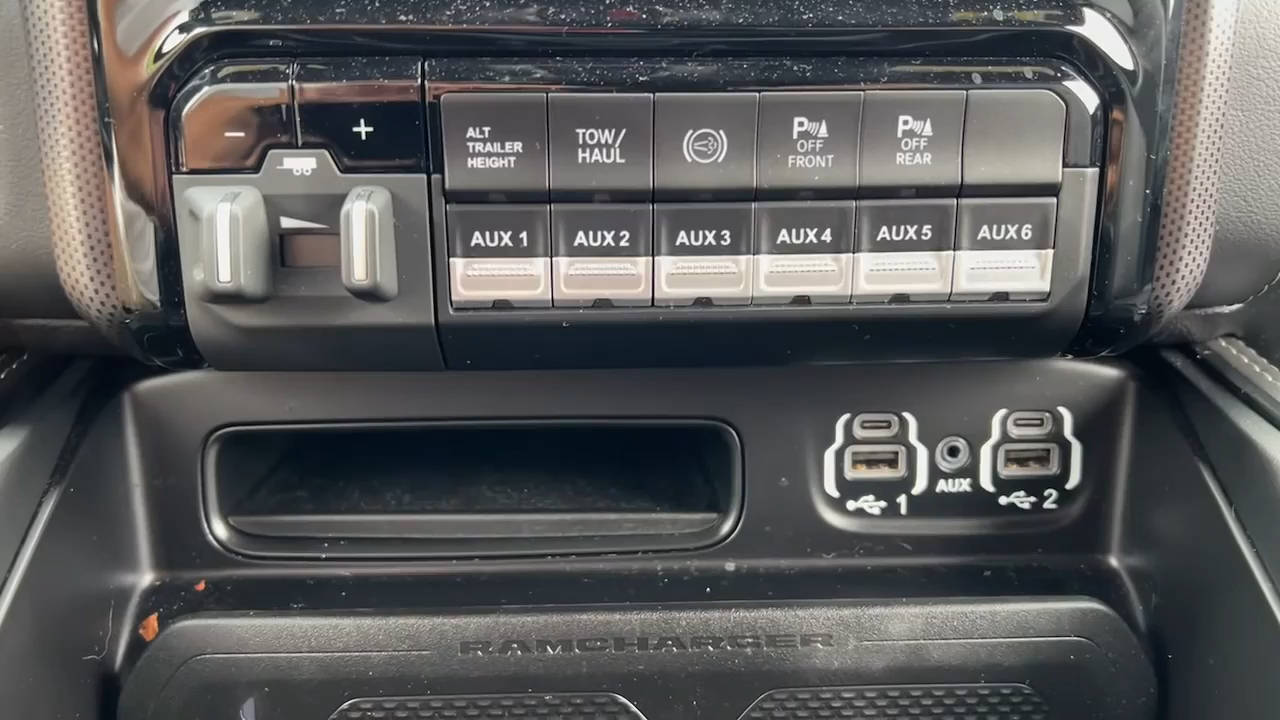 - +
ALT
TRAILER
HEIGHT
TOW/
HAUL
P
OFF
FRONT
P
OFF
REAR
AUX 1 AUX 2 AUX 3 AUX 4 AUX 5 AUX 6
1 AUX 2
RAMCHARGER